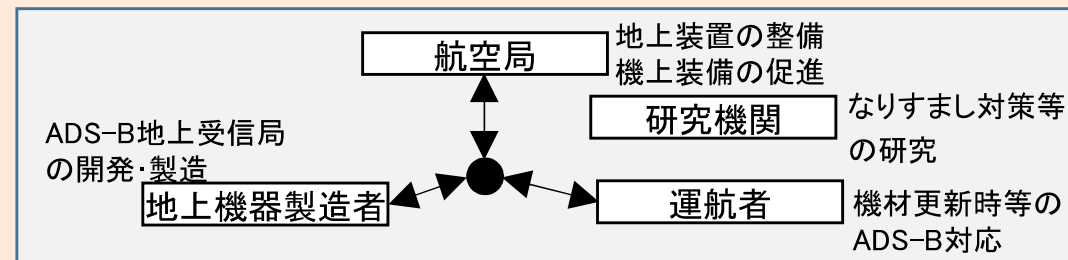 航空局
地上装置の整備
機上装備の促進
研究機関
なりすまし対策等
の研究
ADS-B地上受信局
の開発・製造
地上機器製造者
運航者
機材更新時等の
ADS-B対応